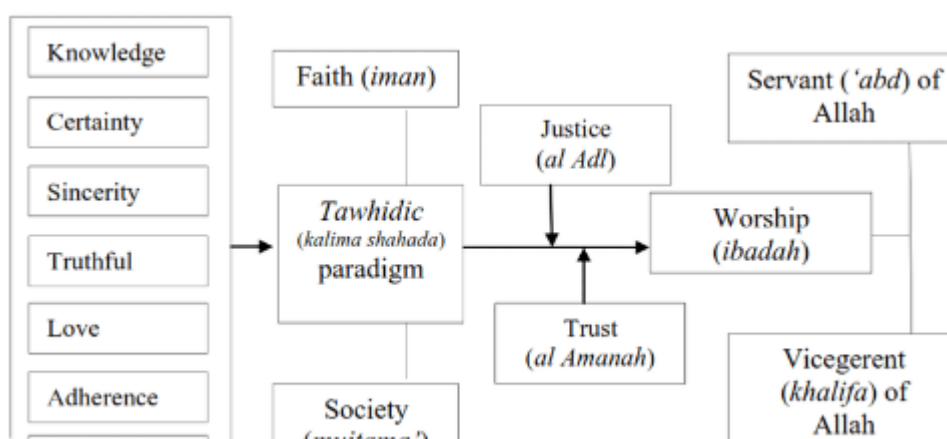 Knowledge
Certainty
Sincerity
Truthful
Love
Adherence
Faith (iman)
Tawhidic
(kalima shahada)
paradigm
Society
Justice
(al Adl)
Trust
(al Amanah)
Worship
(ibadah)
Servant (‘abd) of
Allah
Vicegerent
(khalifa) of
Allah